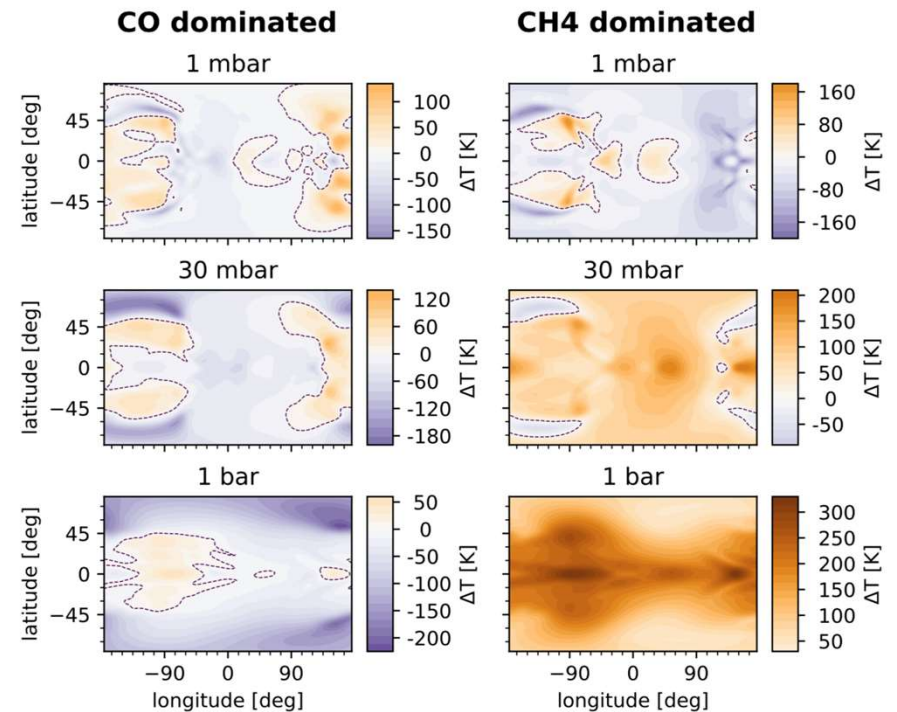 CO dominated
CH4 dominated
1 mbar
1 mbar
latitude [deg]
45
0
−45
100
50
0
-50
-100
-150
ΔT [K]
160
80
0
-80
-160
ΔT [K]
30 mbar
30 mbar
latitude [deg]
45
0
−45
120
60
0
-60
-120
-180
ΔT [K]
200
150
100
50
0
-50
ΔT [K]
1 bar
1 bar
latitude [deg]
45
0
−45
50
0
-50
-100
-150
-200
ΔT [K]
300
250
200
150
100
50
ΔT [K]
−90
0
90
longitude [deg]
−90
0
90
longitude [deg]